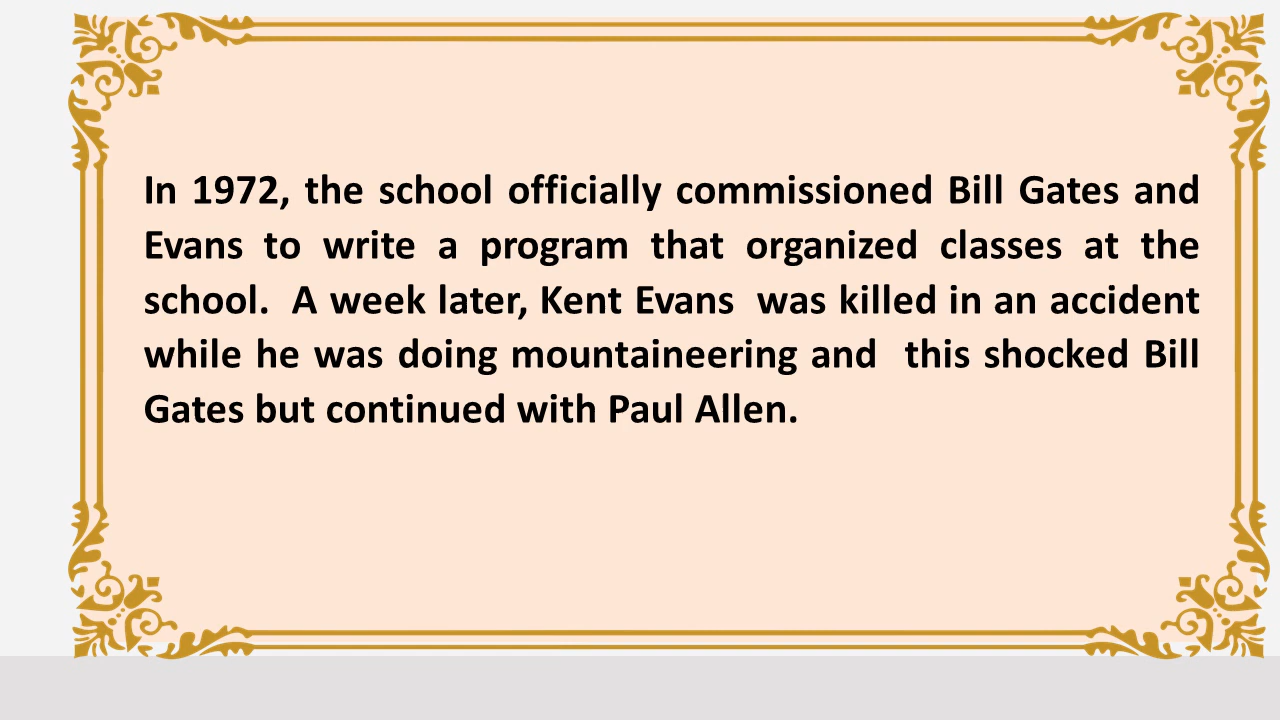 In 1972, the school officially commissioned Bill Gates and
Evans to write a program that organized classes at the
school.  A week later, Kent Evans  was killed in an accident
while he was doing mountaineering and  this shocked Bill
Gates but continued with Paul Allen.